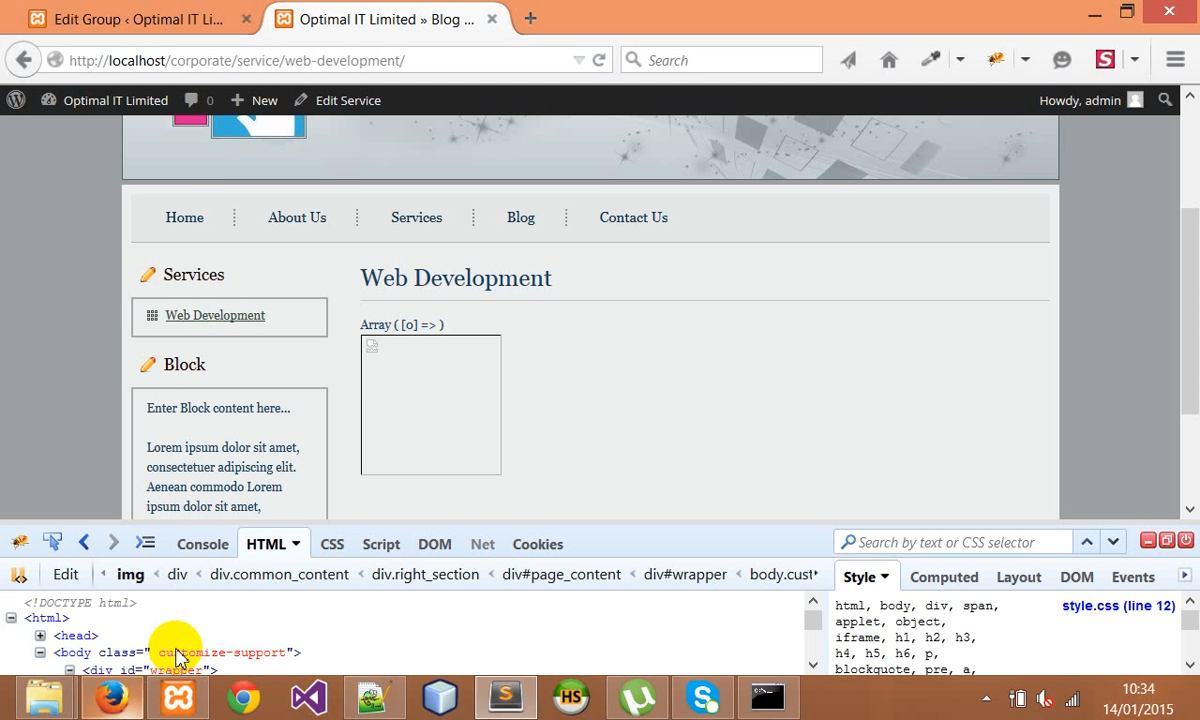 Edit Group ‹ Optimal IT Li...
Optimal IT Limited » Blog ...
http://localhost/corporate/service/web-development/
Search
S
Optimal IT Limited
0
New
Edit Service
Howdy, admin
Home
About Us
Services
Blog
Contact Us
Services
Web Development
Web Development
Array ( [0] => )
Block
Enter Block content here...
Lorem ipsum dolor sit amet,
consectetuer adipiscing elit.
Aenean commodo Lorem
ipsum dolor sit amet,
Console
HTML
CSS
Script
DOM
Net
Cookies
Search by text or CSS selector
Edit
img < div < div.common_content < div.right_section < div#page_content < div#wrapper < body.cust
Style
Computed
Layout
DOM
Events
<!DOCTYPE html>
<html>
<head>
<body class=" customize-support">
<div id="wrapper">
html, body, div, span,
applet, object,
iframe, h1, h2, h3,
h4, h5, h6, p,
blockquote, pre, a,
style.css (line 12)
S
HS
10:34
14/01/2015